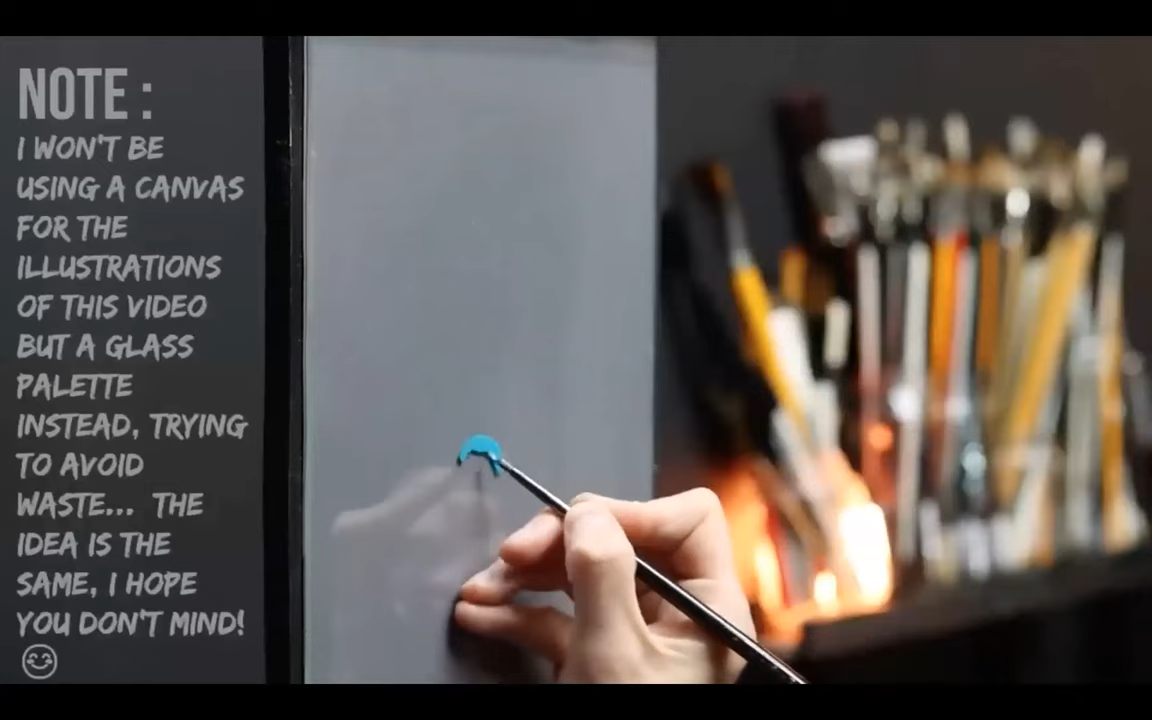 NOTE :
I WON'T BE
USING A CANVAS
FOR THE
ILLUSTRATIONS
OF THIS VIDEO
BUT A GLASS
PALETTE
INSTEAD, TRYING
TO AVOID
WASTE... THE
IDEA IS THE
SAME, I HOPE
YOU DON'T MIND!
😊